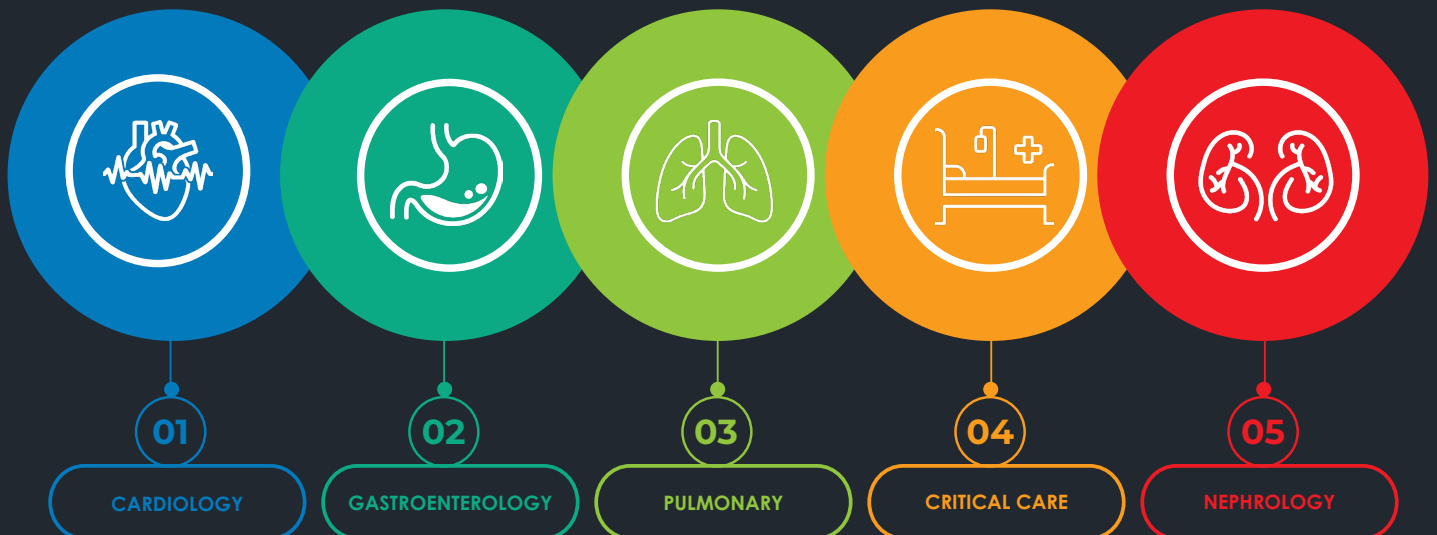 01
CARDIOLOGY
02
GASTROENTEROLOGY
03
PULMONARY
04
CRITICAL CARE
05
NEPHROLOGY